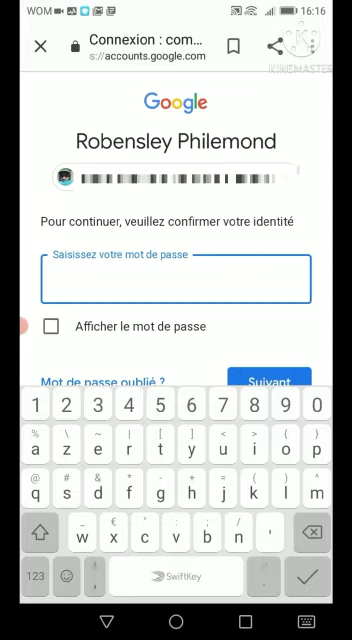 WOM 16:16
Connexion : com...
s://accounts.google.com
KINEMASTER
Google
Robensley Philemond
Pour continuer, veuillez confirmer votre identité
Saisissez votre mot de passe
Afficher le mot de passe
Mot de passe oublié ? Suivant
1 2 3 4 5 6 7 8 9 0
% \ ~ | [ ] < > { }
a z e r t y u i o p
@ # & * - + = ( ) ^
q s d f g h j k l m
_ € " : ; /
w x c v b n '
123 , SwiftKey .